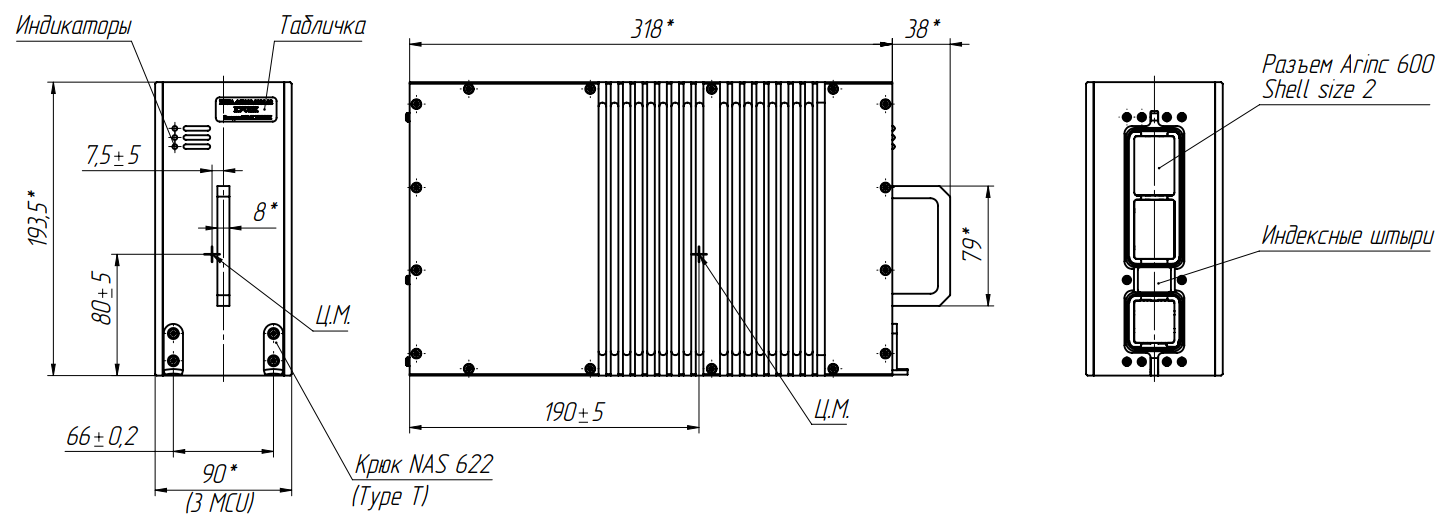 Индикаторы
Табличка
7,5±5
193,5*
8*
80±5
Ц.М.
66±0,2
90*
(3 MCU)
Крюк NAS 622
(Type T)
318*
38*
79*
190±5
Ц.М.
Разъем Arinc 600
Shell size 2
Индексные штыри